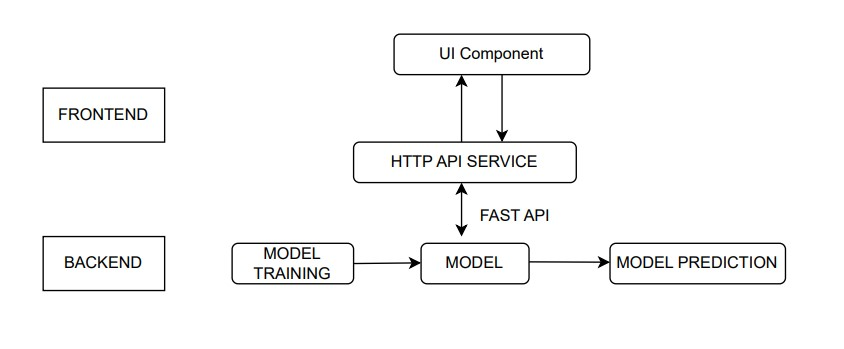 UI Component
FRONTEND
HTTP API SERVICE
FAST API
BACKEND
MODEL
TRAINING
MODEL
MODEL PREDICTION